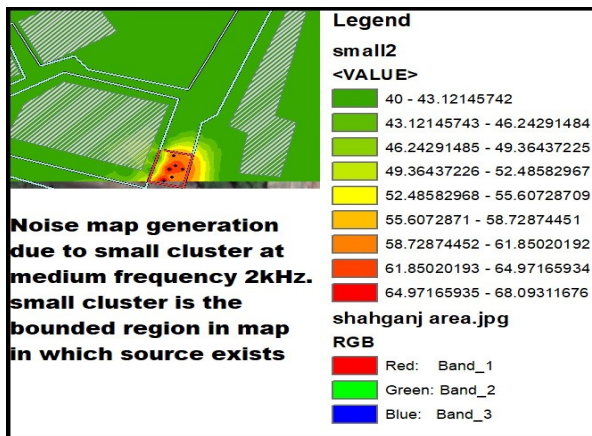 Legend
small2
<VALUE>
40 - 43.12145742
43.12145743 - 46.24291484
46.24291485 - 49.36437225
49.36437226 - 52.48582967
52.48582968 - 55.60728709
55.6072871 - 58.72874451
58.72874452 - 61.85020192
61.85020193 - 64.97165934
64.97165935 - 68.09311676
shahganj area.jpg
RGB
Red: Band_1
Green: Band_2
Blue: Band_3
Noise map generation
due to small cluster at
medium frequency 2kHz.
small cluster is the
bounded region in map
in which source exists